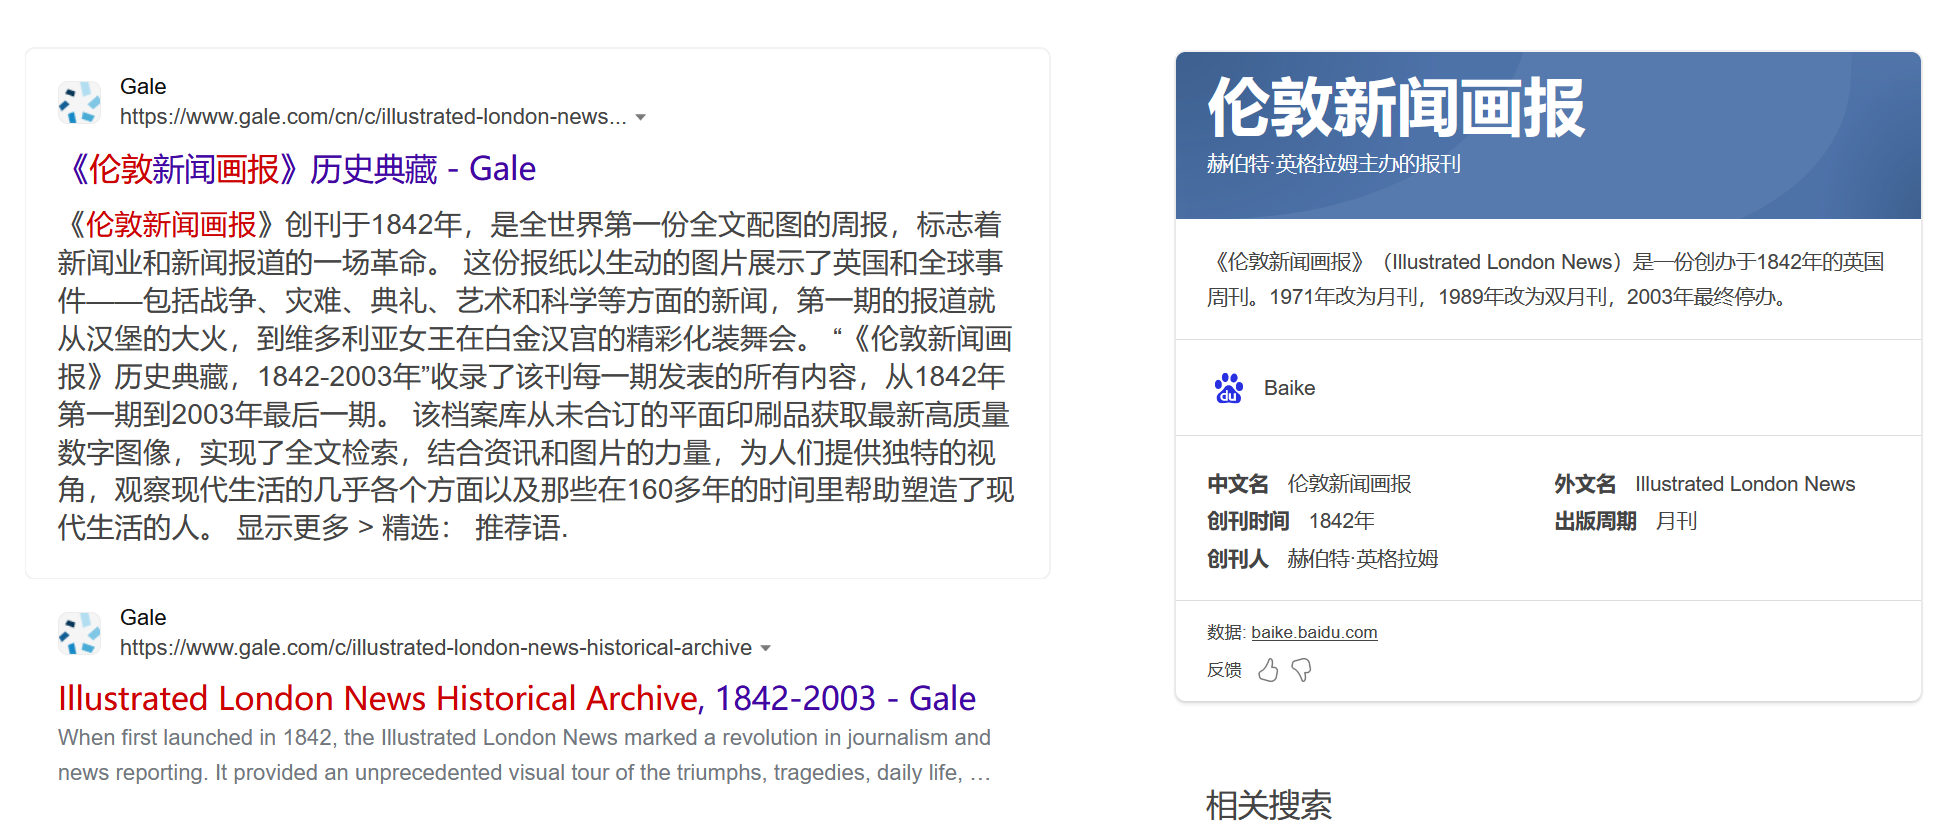 Gale
https://www.gale.com/cn/c/illustrated-london-news...
《伦敦新闻画报》历史典藏 - Gale
《伦敦新闻画报》创刊于1842年，是全世界第一份全文配图的周报，标志着
新闻业和新闻报道的一场革命。 这份报纸以生动的图片展示了英国和全球事
件——包括战争、灾难、典礼、艺术和科学等方面的新闻，第一期的报道就
从汉堡的大火，到维多利亚女王在白金汉宫的精彩化装舞会。 “《伦敦新闻画
报》历史典藏，1842-2003年”收录了该刊每一期发表的所有内容，从1842年
第一期到2003年最后一期。 该档案库从未合订的平面印刷品获取最新高质量
数字图像，实现了全文检索，结合资讯和图片的力量，为人们提供独特的视
角，观察现代生活的几乎各个方面以及那些在160多年的时间里帮助塑造了现
代生活的人。 显示更多 > 精选： 推荐语.
Gale
https://www.gale.com/c/illustrated-london-news-historical-archive
Illustrated London News Historical Archive, 1842-2003 - Gale
When first launched in 1842, the Illustrated London News marked a revolution in journalism and
news reporting. It provided an unprecedented visual tour of the triumphs, tragedies, daily life, …
伦敦新闻画报
赫伯特·英格拉姆主办的报刊
《伦敦新闻画报》（Illustrated London News）是一份创办于1842年的英国
周刊。1971年改为月刊，1989年改为双月刊，2003年最终停办。
du Baike
中文名 伦敦新闻画报 外文名 Illustrated London News
创刊时间 1842年 出版周期 月刊
创刊人 赫伯特·英格拉姆
数据: baike.baidu.com
反馈
相关搜索